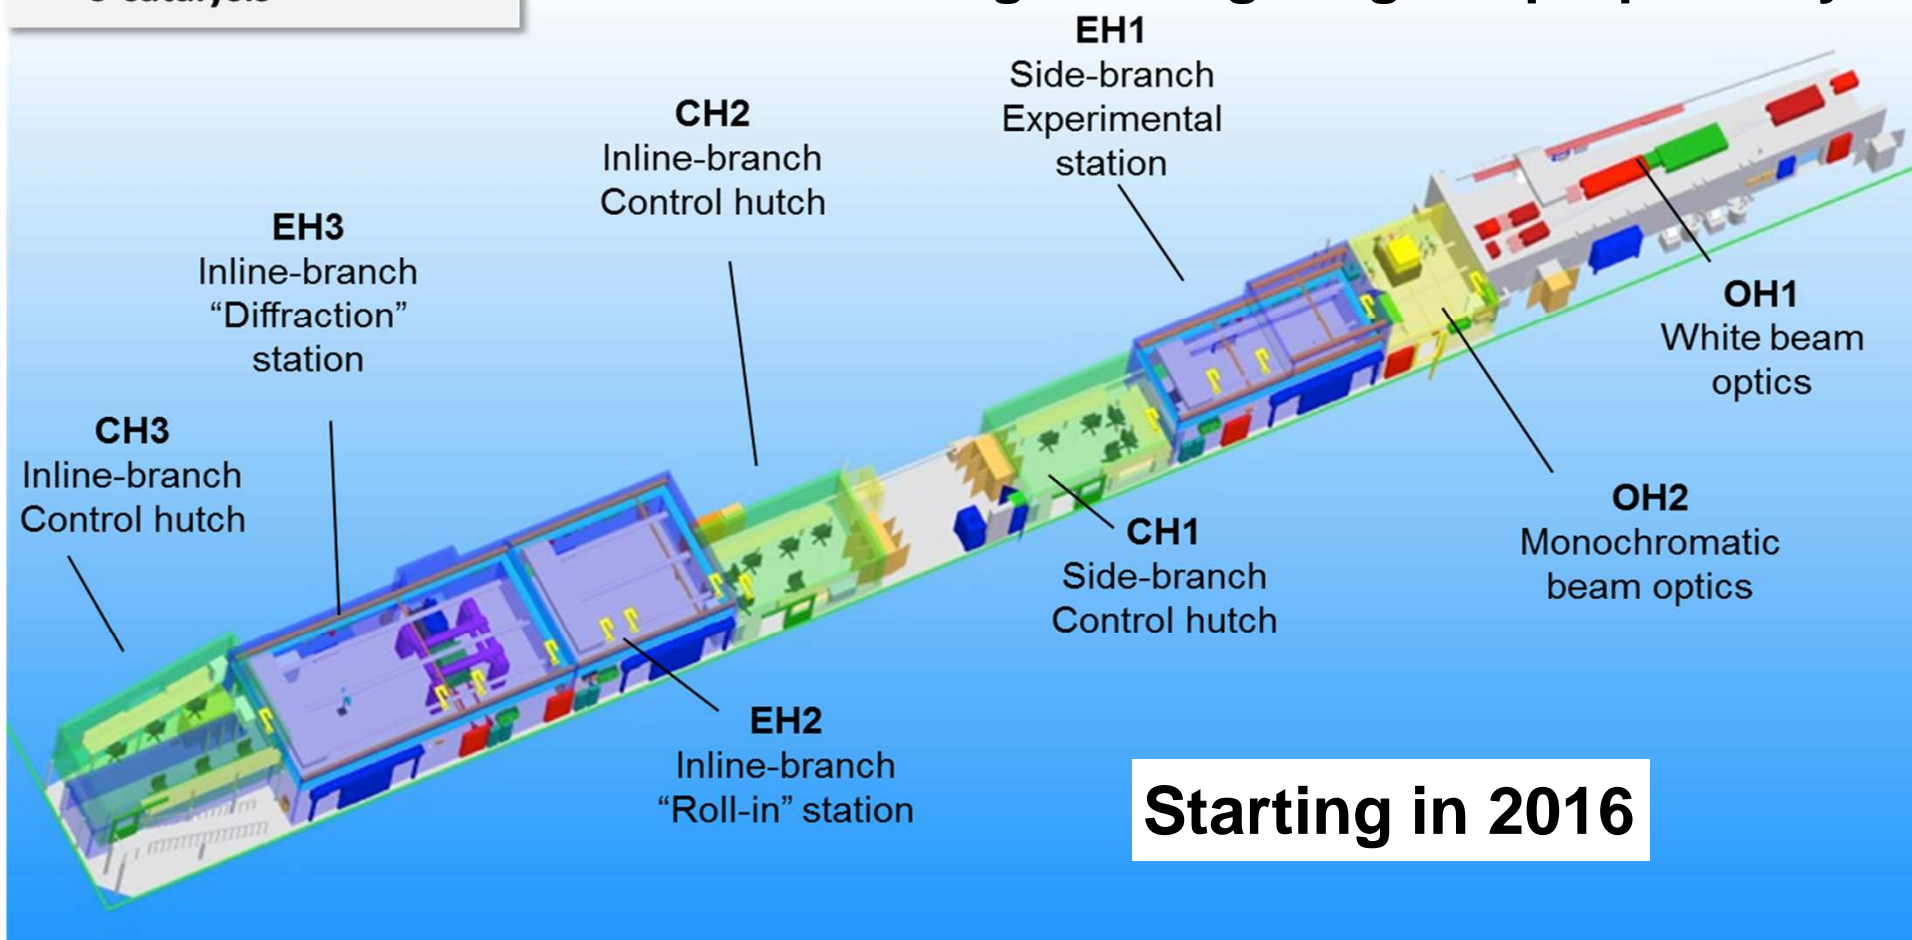 EH1
Side-branch
Experimental
station
CH2
Inline-branch
Control hutch
EH3
Inline-branch
“Diffraction”
station
OH1
White beam
optics
CH3
Inline-branch
Control hutch
OH2
Monochromatic
beam optics
CH1
Side-branch
Control hutch
EH2
Inline-branch
“Roll-in” station
Starting in 2016